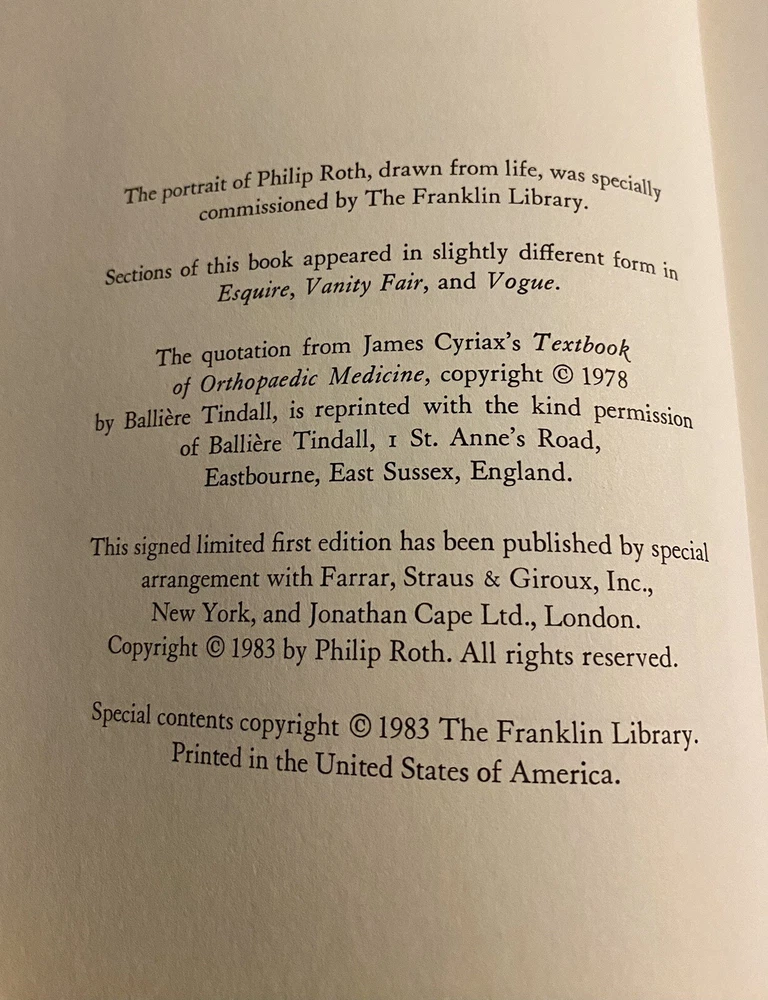 The portrait of Philip Roth, drawn from life, was specially
commissioned by The Franklin Library.
Sections of this book appeared in slightly different form in
Esquire, Vanity Fair, and Vogue.
The quotation from James Cyriax's Textbook
of Orthopaedic Medicine, copyright © 1978
by Ballière Tindall, is reprinted with the kind permission
of Ballière Tindall, 1 St. Anne's Road,
Eastbourne, East Sussex, England.
This signed limited first edition has been published by special
arrangement with Farrar, Straus & Giroux, Inc.,
New York, and Jonathan Cape Ltd., London.
Copyright © 1983 by Philip Roth. All rights reserved.
Special contents copyright © 1983 The Franklin Library.
Printed in the United States of America.